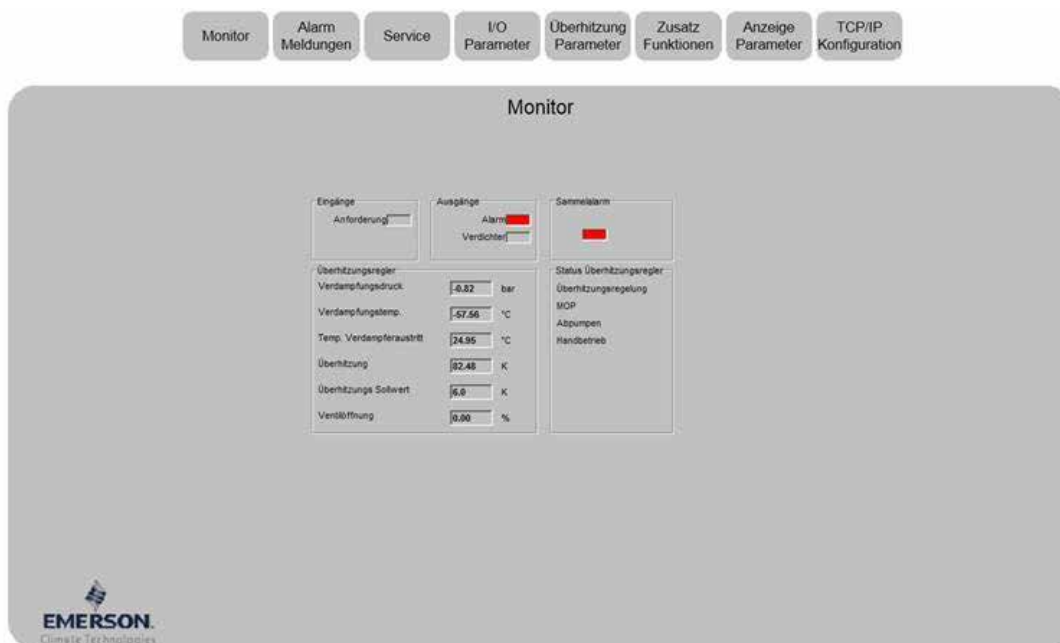 Monitor
Alarm
Meldungen
Service
I/O
Parameter
Überhitzung
Parameter
Zusatz
Funktionen
Anzeige
Parameter
TCP/IP
Konfiguration
Monitor
Eingänge
Anforderung
Ausgänge
Alarm
Verdichter
Sammelalarm
Überhitzungsregler
Verdampfungsdruck -0.82 bar
Verdampfungstemp. -57.56 °C
Temp. Verdampferaustritt 24.95 °C
Überhitzung 82.48 K
Überhitzungs Sollwert 6.0 K
Ventilöffnung 0.00 %
Status Überhitzungsregler
Überhitzungsregelung
MOP
Abpumpen
Handbetrieb
EMERSON.
Climate Technologies